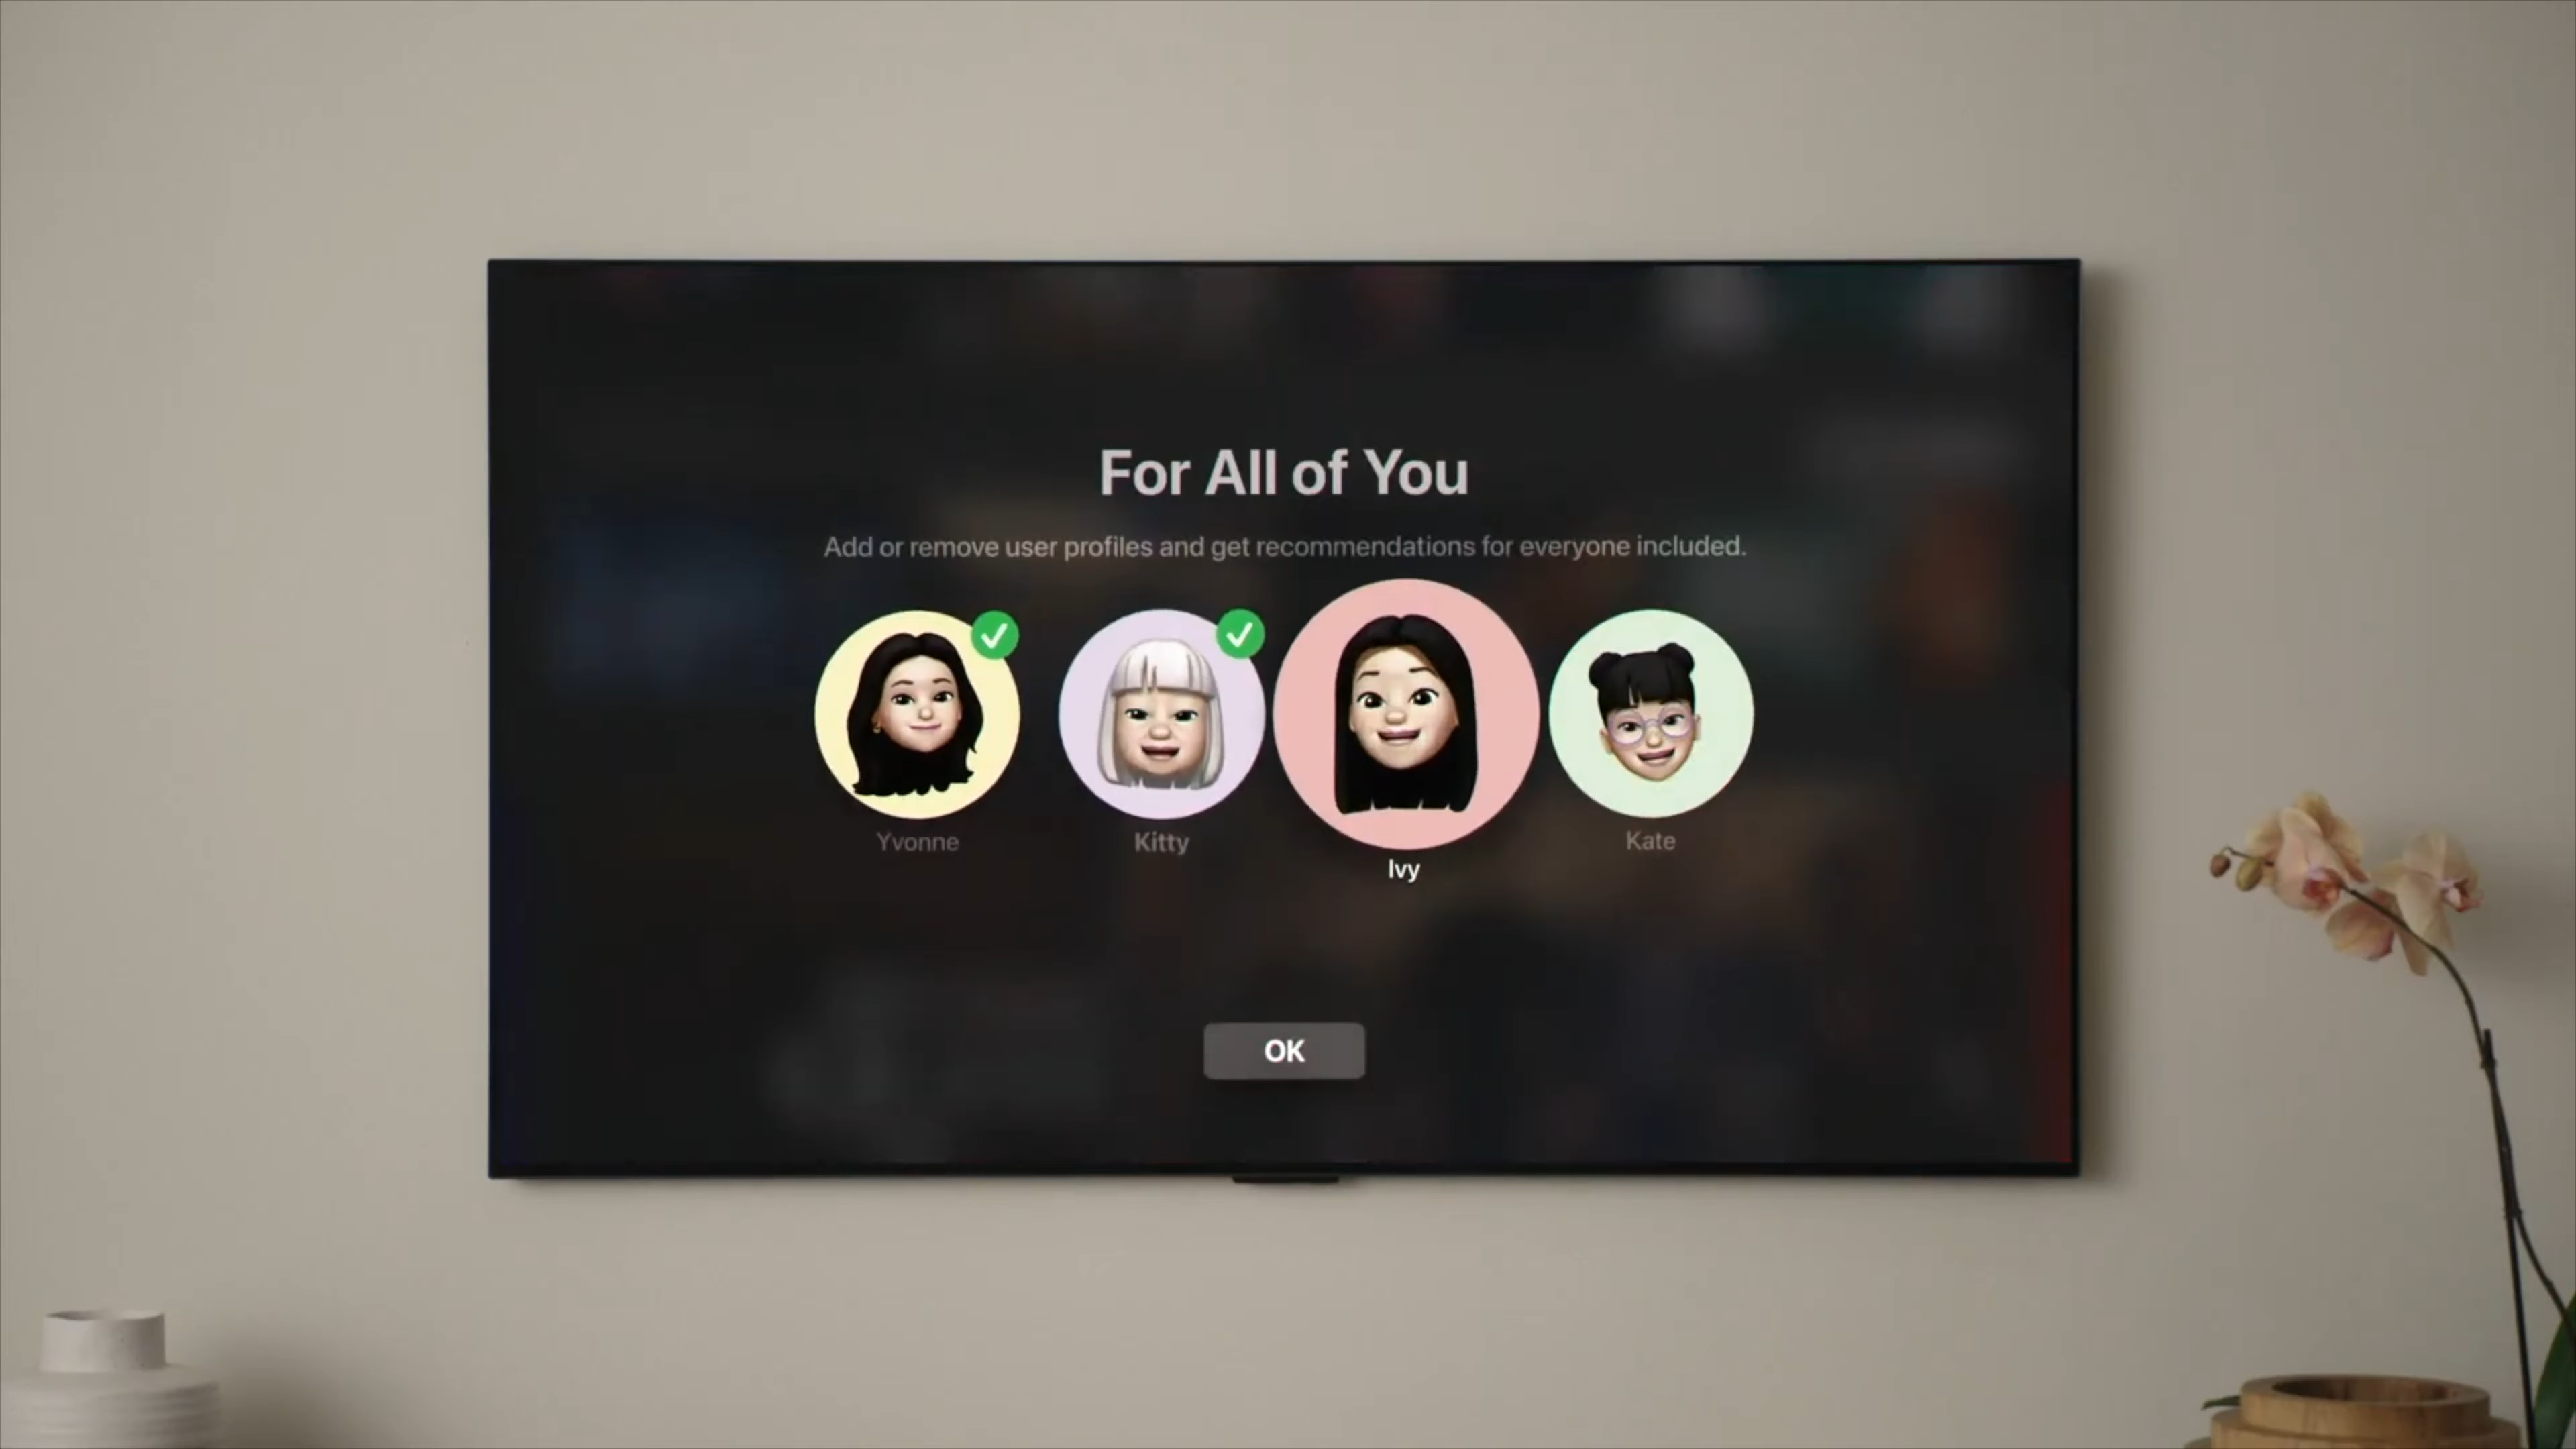 For All of You
Add or remove user profiles and get recommendations for everyone included.
Yvonne
Kitty
Ivy
Kate
OK